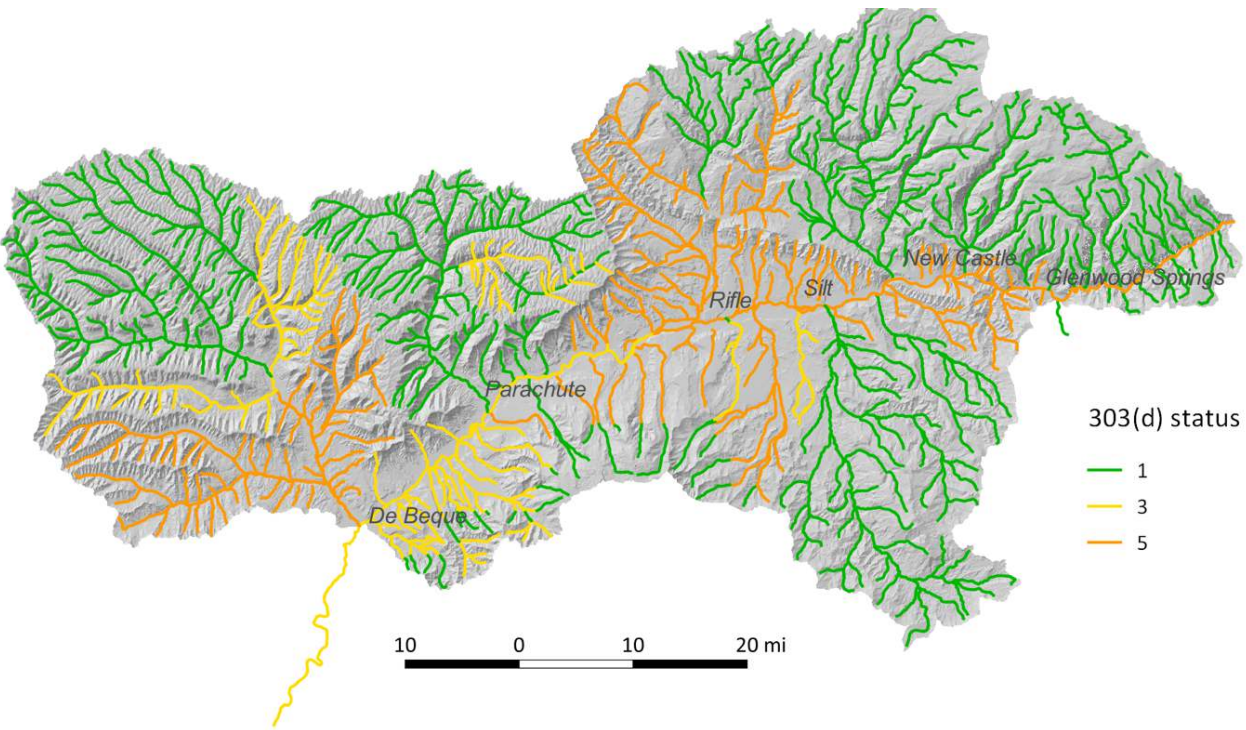 New Castle
Glenwood Springs
Silt
Rifle
Parachute
De Beque
303(d) status
1
3
5
10 0 10 20 mi